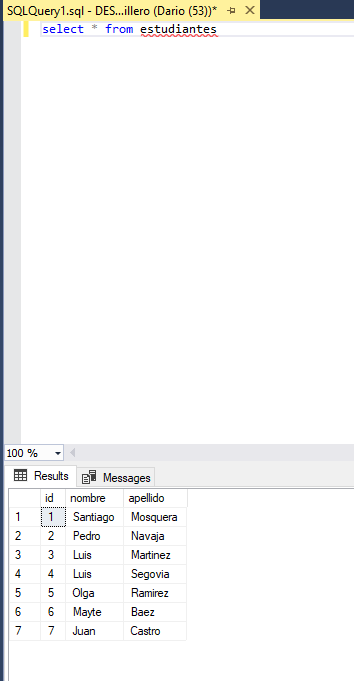 SQLQuery1.sql - DES...illero (Dario (53))*
select * from estudiantes
100 %
Results Messages
id nombre apellido
1 1 Santiago Mosquera
2 2 Pedro Navaja
3 3 Luis Martinez
4 4 Luis Segovia
5 5 Olga Ramirez
6 6 Mayte Baez
7 7 Juan Castro